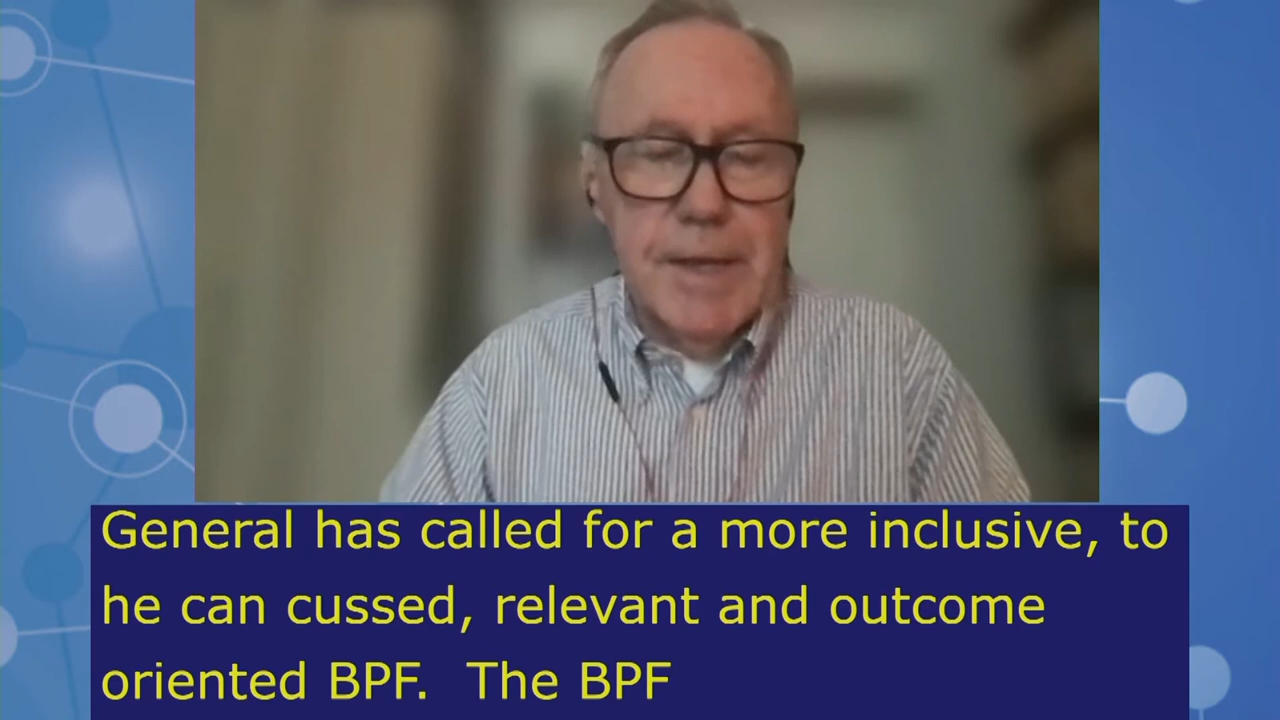 General has called for a more inclusive, to
he can cussed, relevant and outcome
oriented BPF.  The BPF